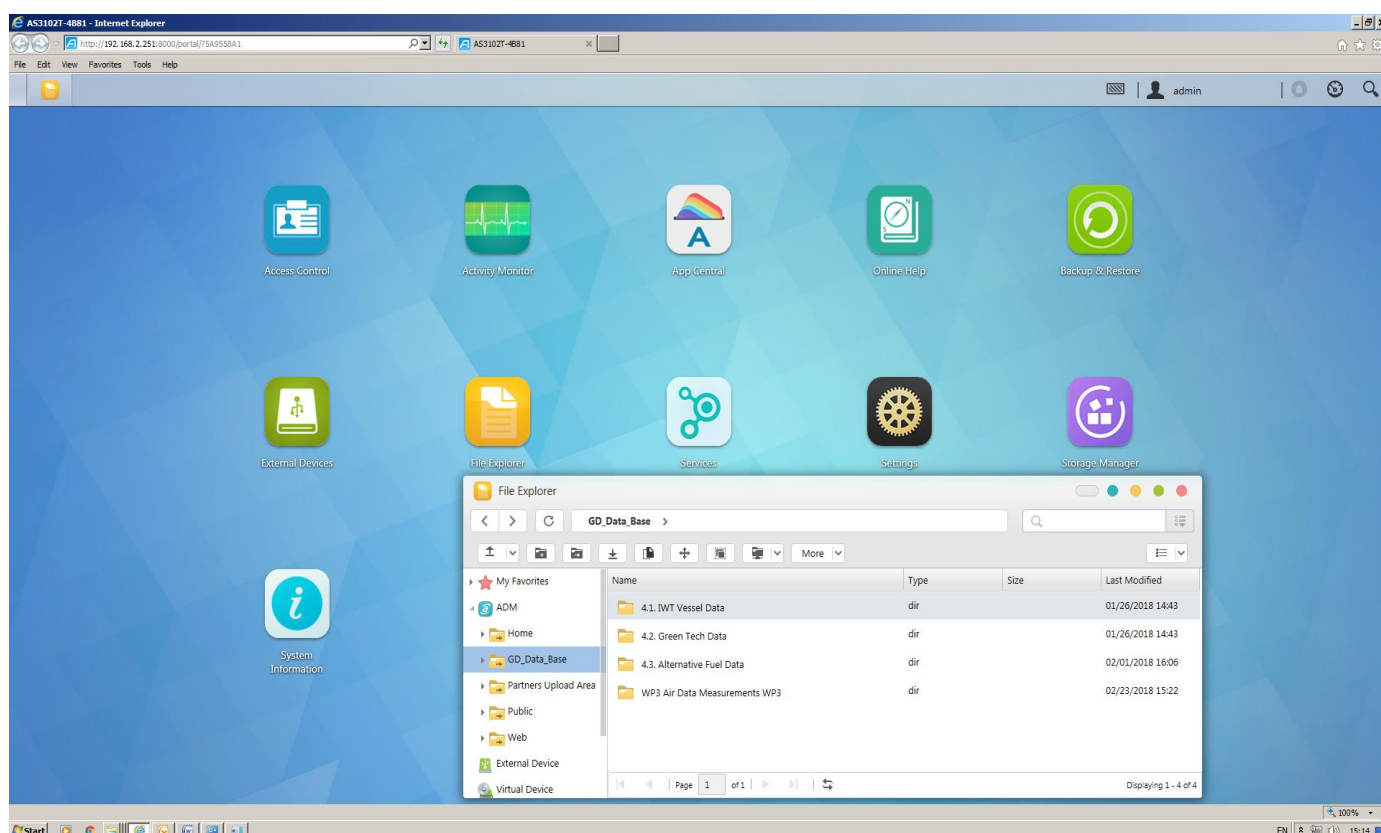 AS3102T-4B81 - Internet Explorer
http://192.168.2.251:8000/portal/?5A9558A1
AS3102T-4B81
File Edit View Favorites Tools Help
admin
Access Control
Activity Monitor
A
App Central
N
S
Online Help
Backup & Restore
External Devices
File Explorer
Services
Settings
Storage Manager
i
System
Information
File Explorer
GD_Data_Base >
More
My Favorites
ADM
Home
GD_Data_Base
Partners Upload Area
Public
Web
External Device
Virtual Device
Name Type Size Last Modified
4.1. IWT Vessel Data dir 01/26/2018 14:43
4.2. Green Tech Data dir 01/26/2018 14:43
4.3. Alternative Fuel Data dir 02/01/2018 16:06
WP3 Air Data Measurements WP3 dir 02/23/2018 15:22
Page 1 of 1
Displaying 1 - 4 of 4
100%
Start
EN 15:14